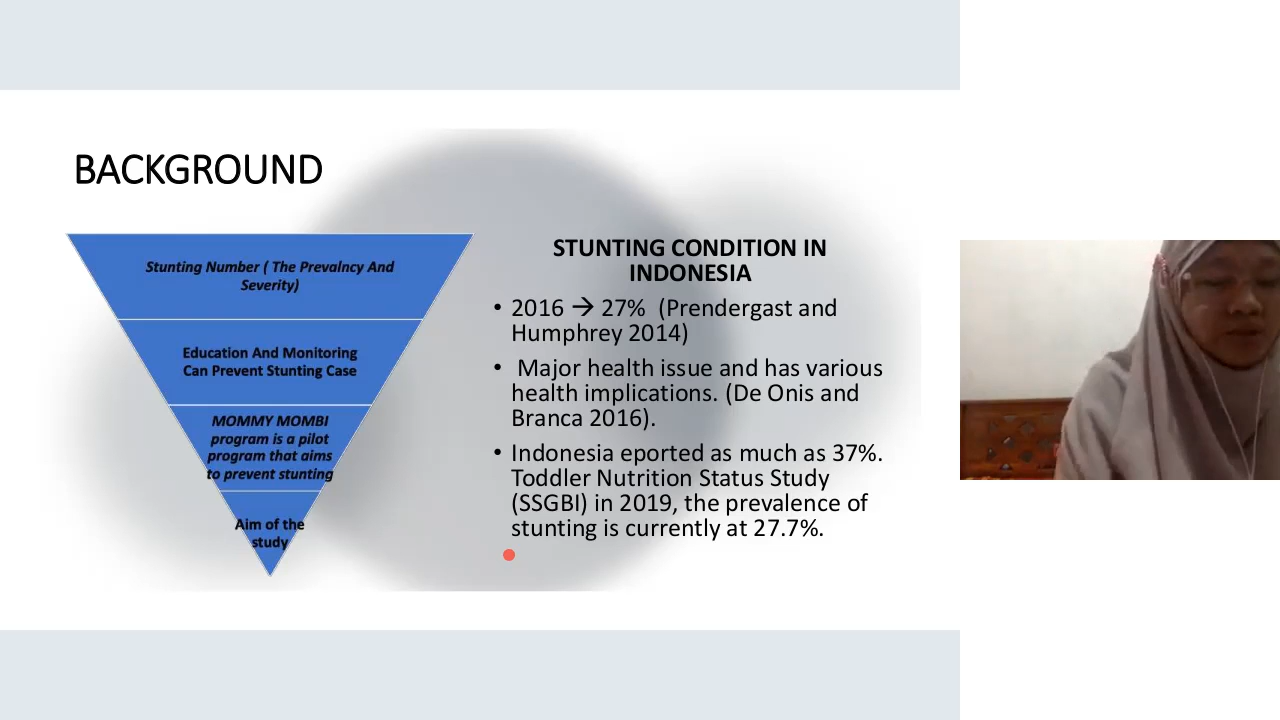 BACKGROUND
Stunting Number ( The Prevalncy And
Severity)
Education And Monitoring
Can Prevent Stunting Case
MOMMY MOMBI
program is a pilot
program that aims
to prevent stunting
Aim of the
study
STUNTING CONDITION IN
INDONESIA
• 2016 → 27%  (Prendergast and
Humphrey 2014)
•  Major health issue and has various
health implications. (De Onis and
Branca 2016).
• Indonesia eported as much as 37%.
Toddler Nutrition Status Study
(SSGBI) in 2019, the prevalence of
stunting is currently at 27.7%.